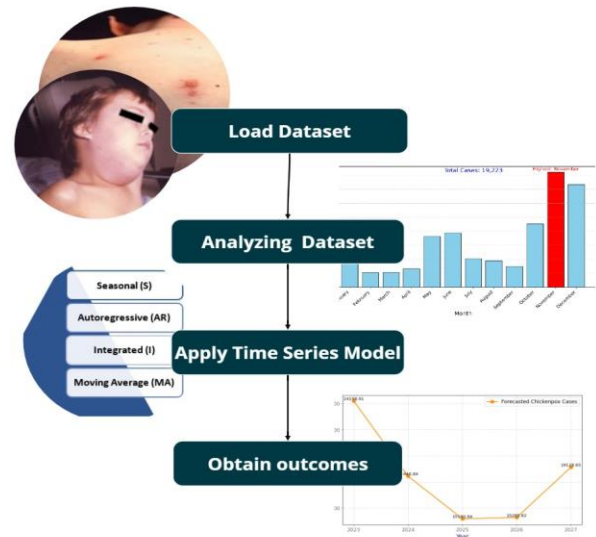 Load Dataset
Total Cases: 19,223
Analyzing Dataset
February
March
April
May
June
July
August
September
October
November
December
Month
Seasonal (S)
Autoregressive (AR)
Integrated (I)
Moving Average (MA)
Apply Time Series Model
Forecasted Chickenpox Cases
Obtain outcomes
2023
2024
2025
2026
2027
Year